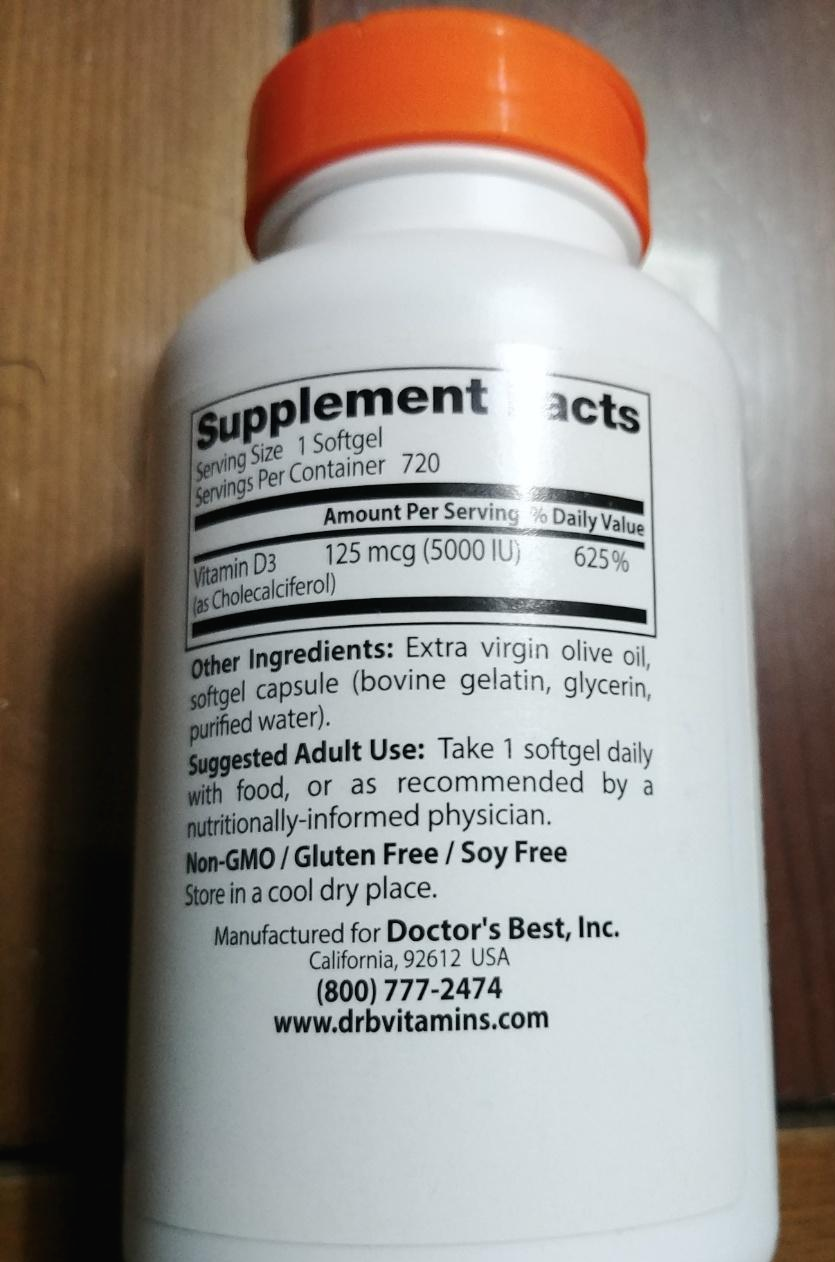 Supplement acts
Serving Size 1 Softgel
Servings Per Container 720
Amount Per Serving % Daily Value
Vitamin D3 125 mcg (5000 IU) 625%
(as Cholecalciferol)
Other Ingredients: Extra virgin olive oil,
softgel capsule (bovine gelatin, glycerin,
purified water).
Suggested Adult Use: Take 1 softgel daily
with food, or as recommended by a
nutritionally-informed physician.
Non-GMO / Gluten Free / Soy Free
Store in a cool dry place.
Manufactured for Doctor's Best, Inc.
California, 92612 USA
(800) 777-2474
www.drbvitamins.com